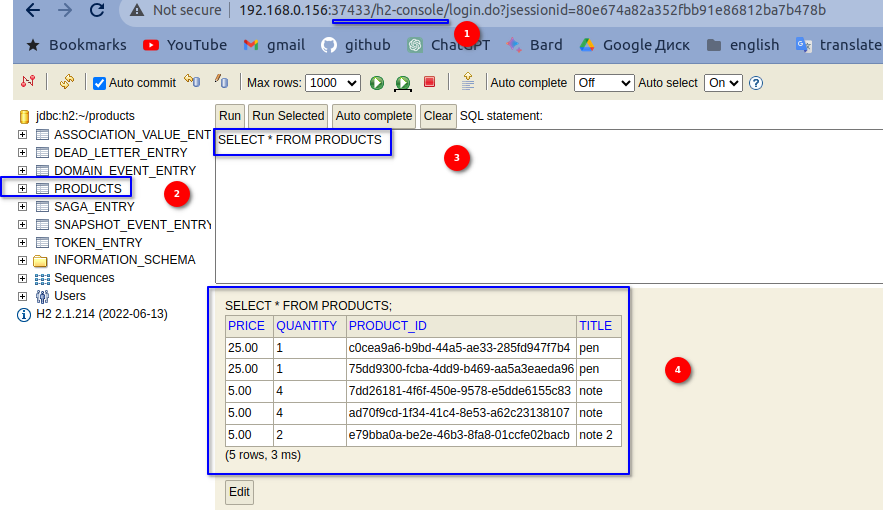 Not secure 192.168.0.156:37433/h2-console/login.do?jsessionid=80e674a82a352fbb91e86812ba7b478b
1
Bookmarks YouTube gmail github ChatGPT Bard Google Диск english translate
Auto commit Max rows: 1000 Auto complete Off Auto select On
jdbc:h2:~/products
ASSOCIATION_VALUE_ENT
DEAD_LETTER_ENTRY
DOMAIN_EVENT_ENTRY
PRODUCTS
2
SAGA_ENTRY
SNAPSHOT_EVENT_ENTRY
TOKEN_ENTRY
INFORMATION_SCHEMA
Sequences
Users
H2 2.1.214 (2022-06-13)
Run Run Selected Auto complete Clear SQL statement:
SELECT * FROM PRODUCTS
3
SELECT * FROM PRODUCTS;
PRICE QUANTITY PRODUCT_ID TITLE
25.00 1 c0cea9a6-b9bd-44a5-ae33-285fd947f7b4 pen
25.00 1 75dd9300-fcba-4dd9-b469-aa5a3eaeda96 pen
5.00 4 7dd26181-4f6f-450e-9578-e5dde6155c83 note
5.00 4 ad70f9cd-1f34-41c4-8e53-a62c23138107 note
5.00 2 e79bba0a-be2e-46b3-8fa8-01ccfe02bacb note 2
(5 rows, 3 ms)
4
Edit